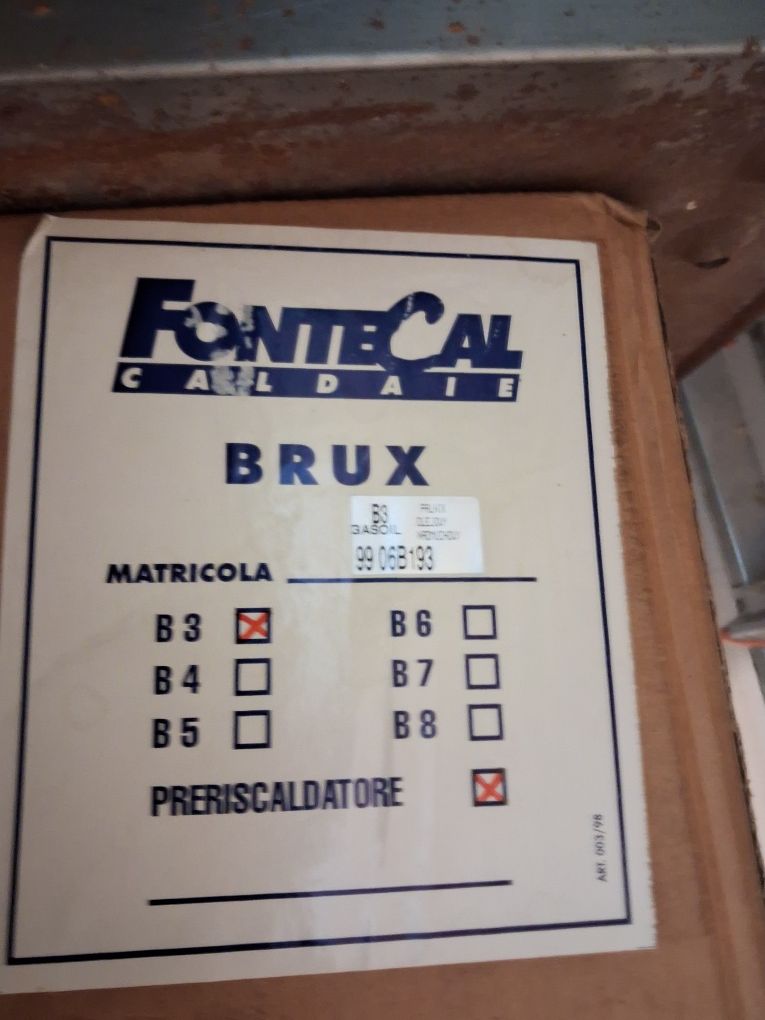 FONTECAL
CALDAIE
BRUX
B3
GASOIL
99 06B193
MATRICOLA
B3 B6
B4 B7
B5 B8
PRERISCALDATORE
ART. 003/98